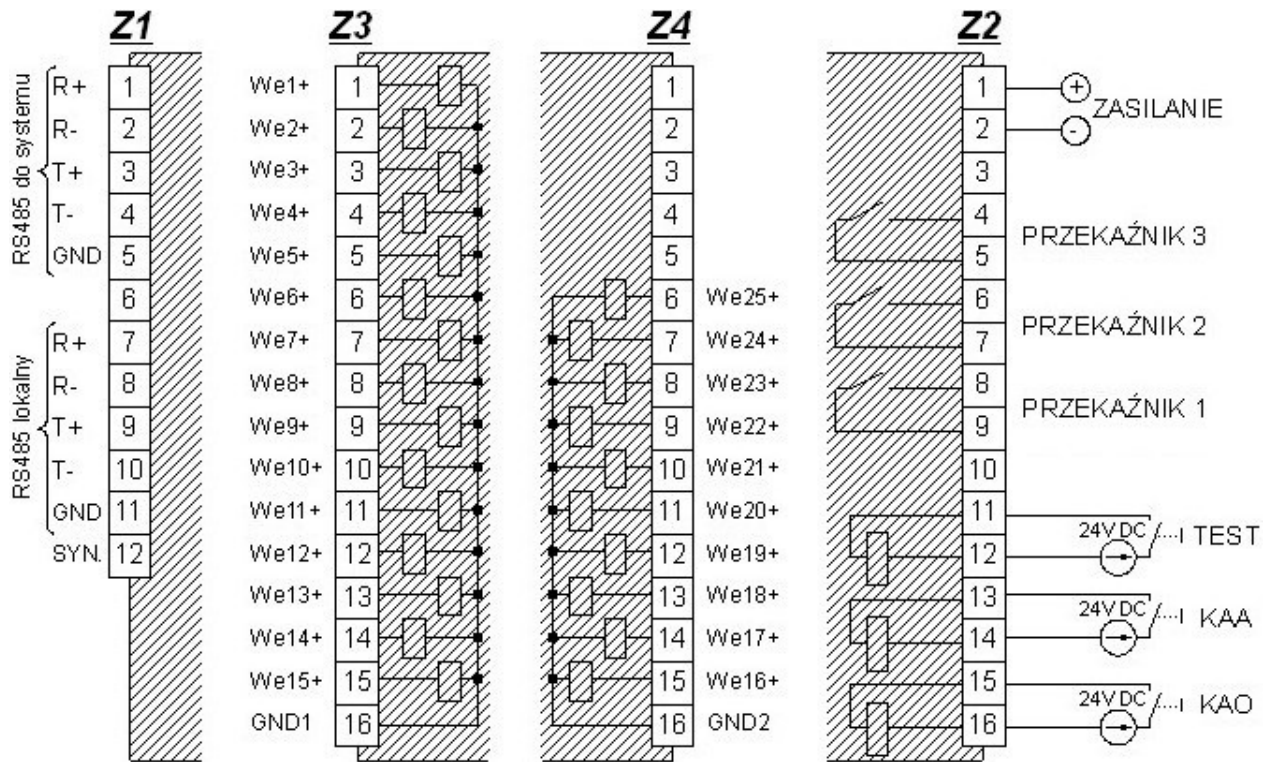 Z1 Z3 Z4 Z2
RS485 do systemu
R+ 1
R- 2
T+ 3
T- 4
GND 5
6
RS485 lokalny
R+ 7
R- 8
T+ 9
T- 10
GND 11
SYN. 12
We1+ 1
We2+ 2
We3+ 3
We4+ 4
We5+ 5
We6+ 6
We7+ 7
We8+ 8
We9+ 9
We10+ 10
We11+ 11
We12+ 12
We13+ 13
We14+ 14
We15+ 15
GND1 16
1
2
3
4
5
6 We25+
7 We24+
8 We23+
9 We22+
10 We21+
11 We20+
12 We19+
13 We18+
14 We17+
15 We16+
16 GND2
1 +
ZASILANIE
2 -
3
4
PRZEKAŹNIK 3
5
6
PRZEKAŹNIK 2
7
8
PRZEKAŹNIK 1
9
10
11
24V DC TEST
12
13
24V DC KAA
14
15
24V DC KAO
16